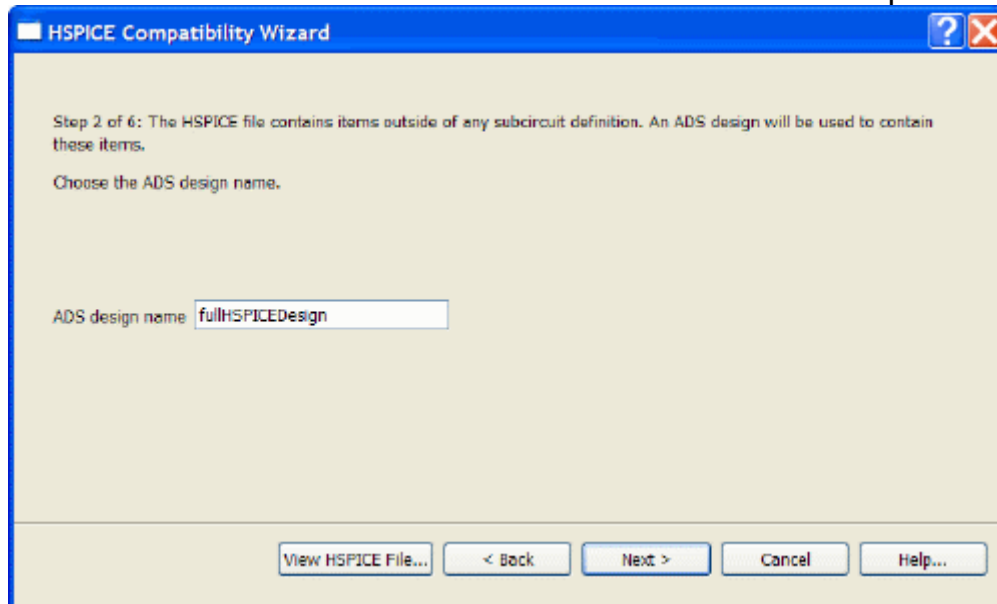 HSPICE Compatibility Wizard
Step 2 of 6: The HSPICE file contains items outside of any subcircuit definition. An ADS design will be used to contain
these items.
Choose the ADS design name.
ADS design name fullHSPICEDesign
View HSPICE File... < Back Next > Cancel Help...